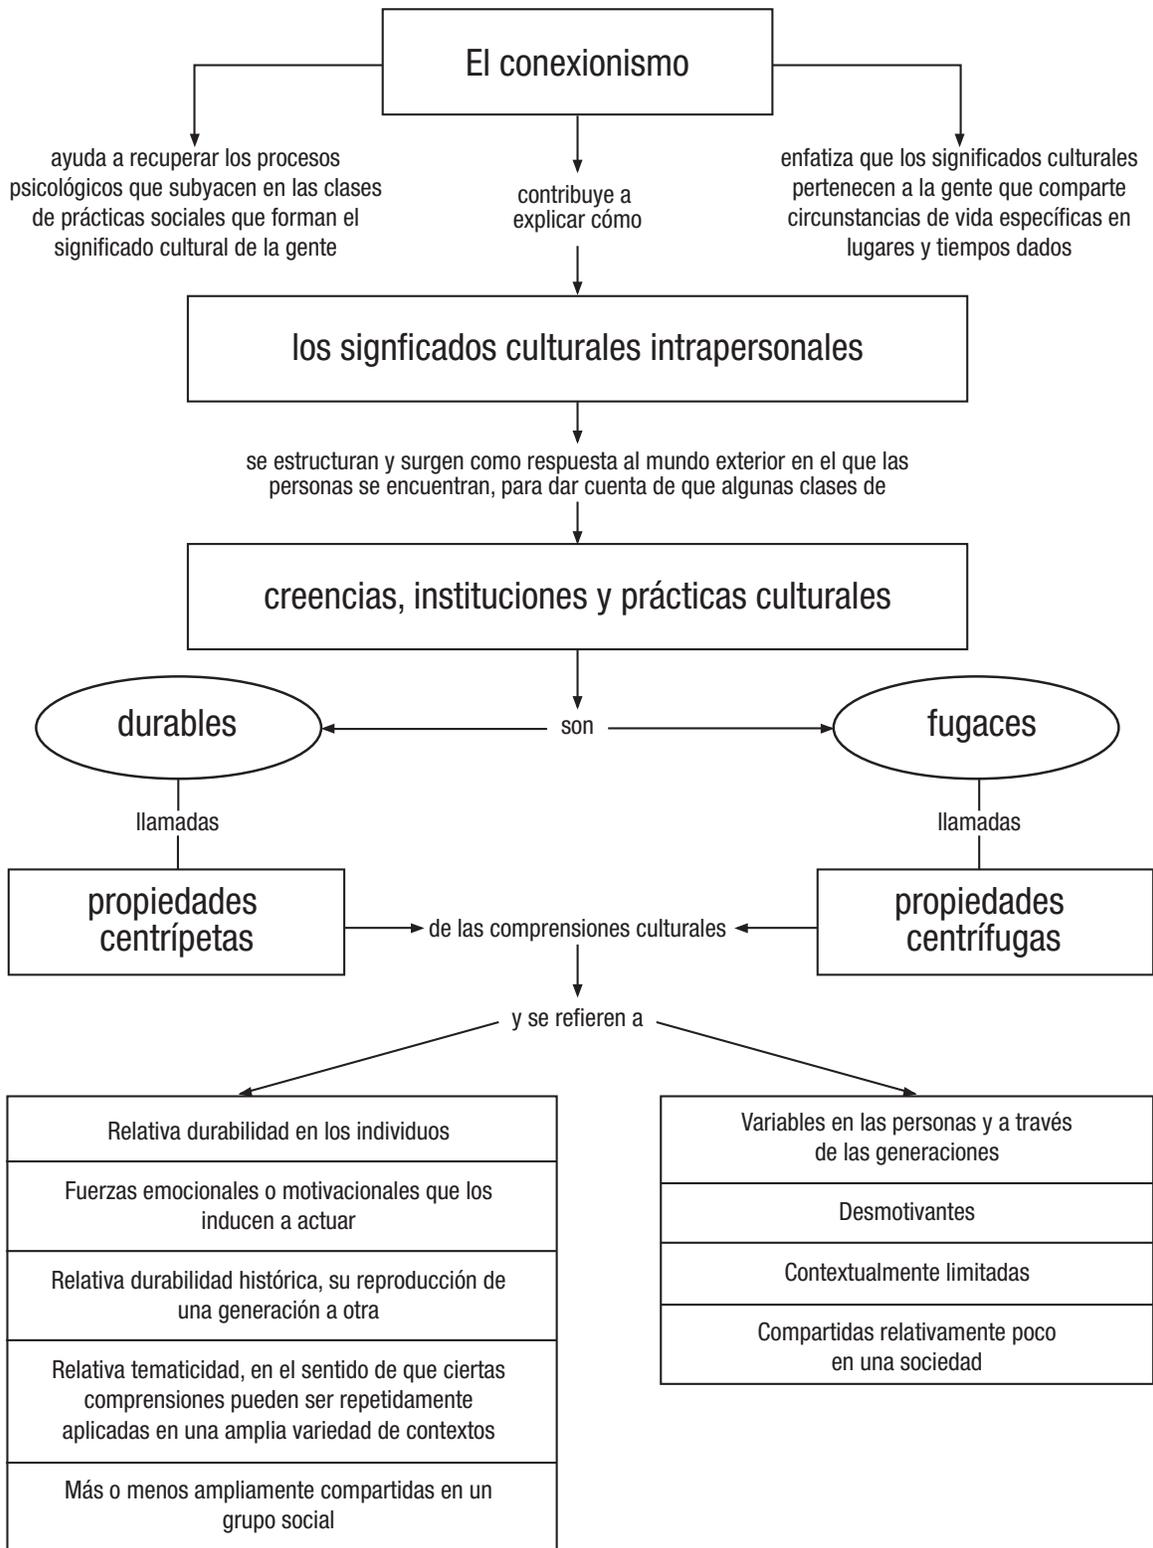 El conexionismo
ayuda a recuperar los procesos
psicológicos que subyacen en las clases
de prácticas sociales que forman el
significado cultural de la gente
contribuye a
explicar cómo
enfatiza que los significados culturales
pertenecen a la gente que comparte
circunstancias de vida específicas en
lugares y tiempos dados
los signficados culturales intrapersonales
se estructuran y surgen como respuesta al mundo exterior en el que las
personas se encuentran, para dar cuenta de que algunas clases de
creencias, instituciones y prácticas culturales
durables
son
fugaces
llamadas
llamadas
propiedades
centrípetas
de las comprensiones culturales
propiedades
centrífugas
y se refieren a
Relativa durabilidad en los individuos
Fuerzas emocionales o motivacionales que los
inducen a actuar
Relativa durabilidad histórica, su reproducción de
una generación a otra
Relativa tematicidad, en el sentido de que ciertas
comprensiones pueden ser repetidamente
aplicadas en una amplia variedad de contextos
Más o menos ampliamente compartidas en un
grupo social
Variables en las personas y a través
de las generaciones
Desmotivantes
Contextualmente limitadas
Compartidas relativamente poco
en una sociedad